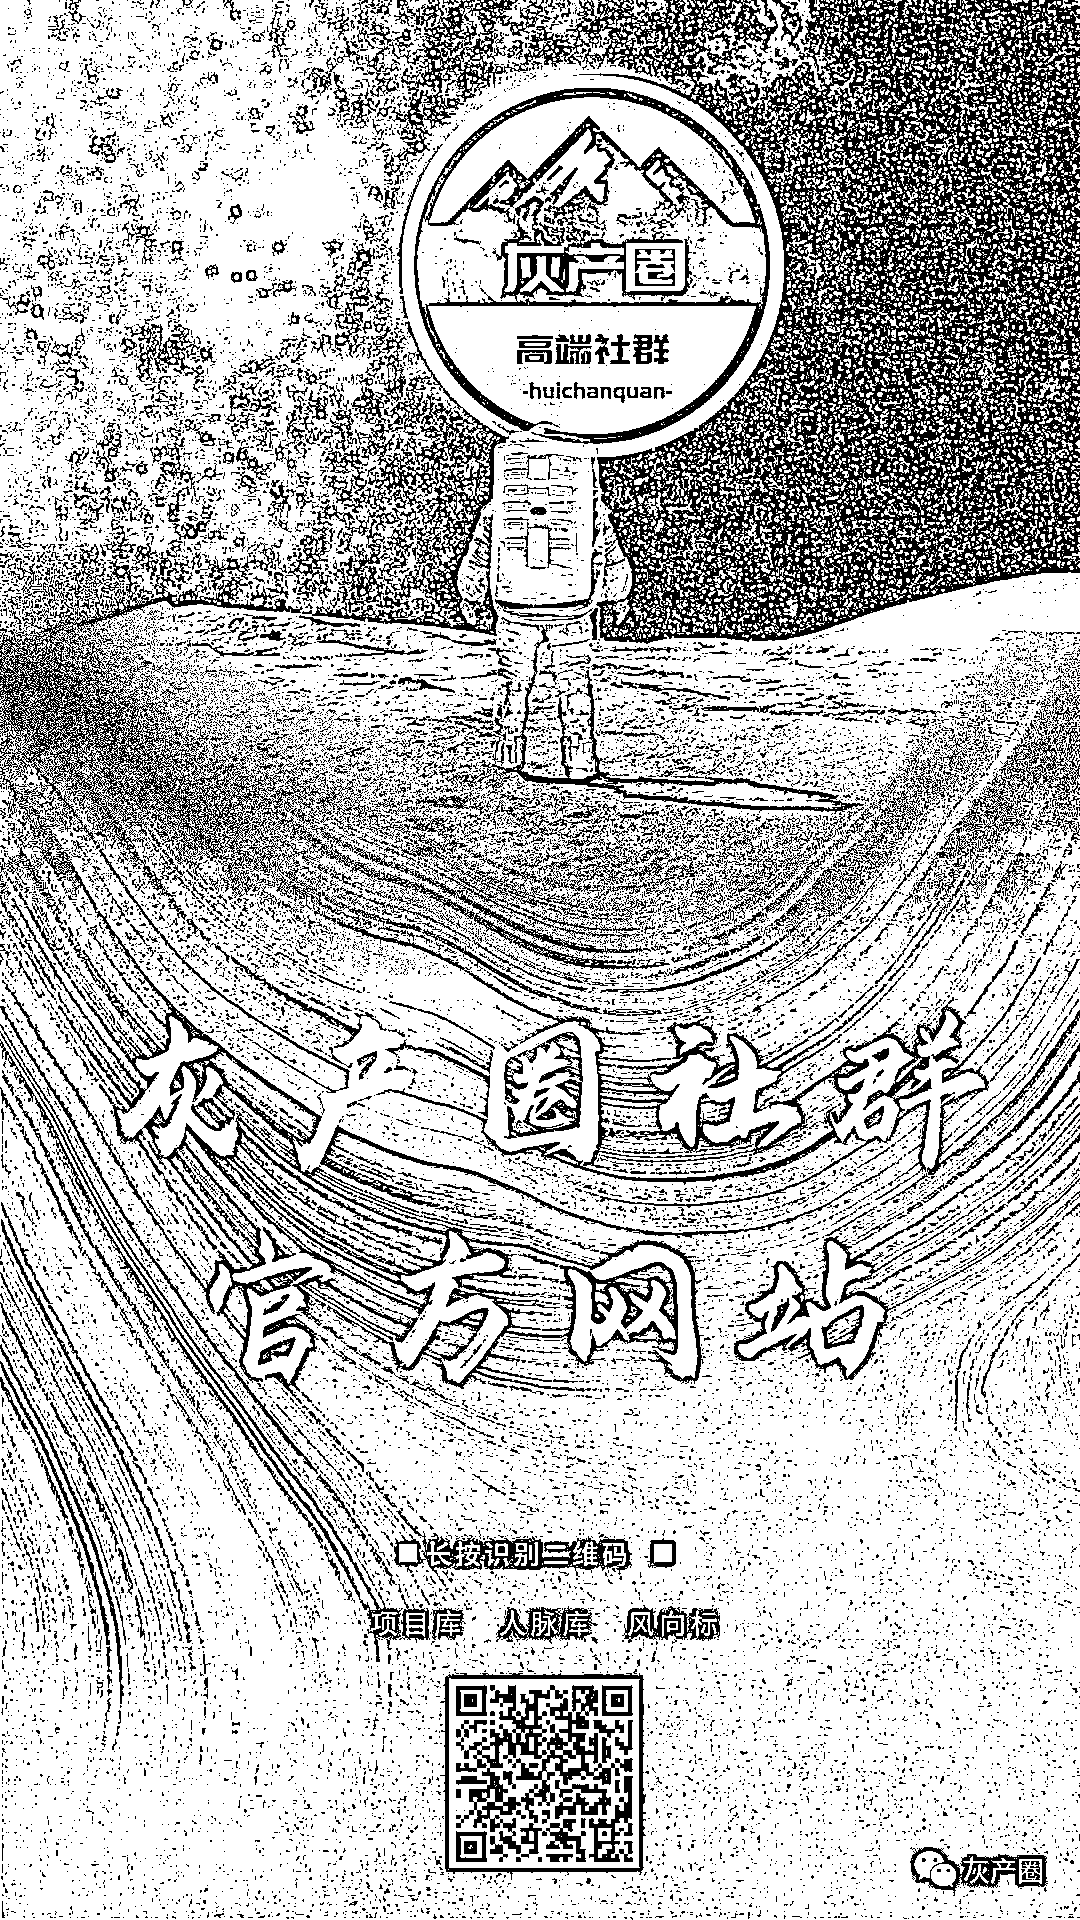 灰产圈
高端社群
-huichanquan-
灰产圈社群
官方网站
长按识别二维码
项目库 人脉库 风向标
灰产圈